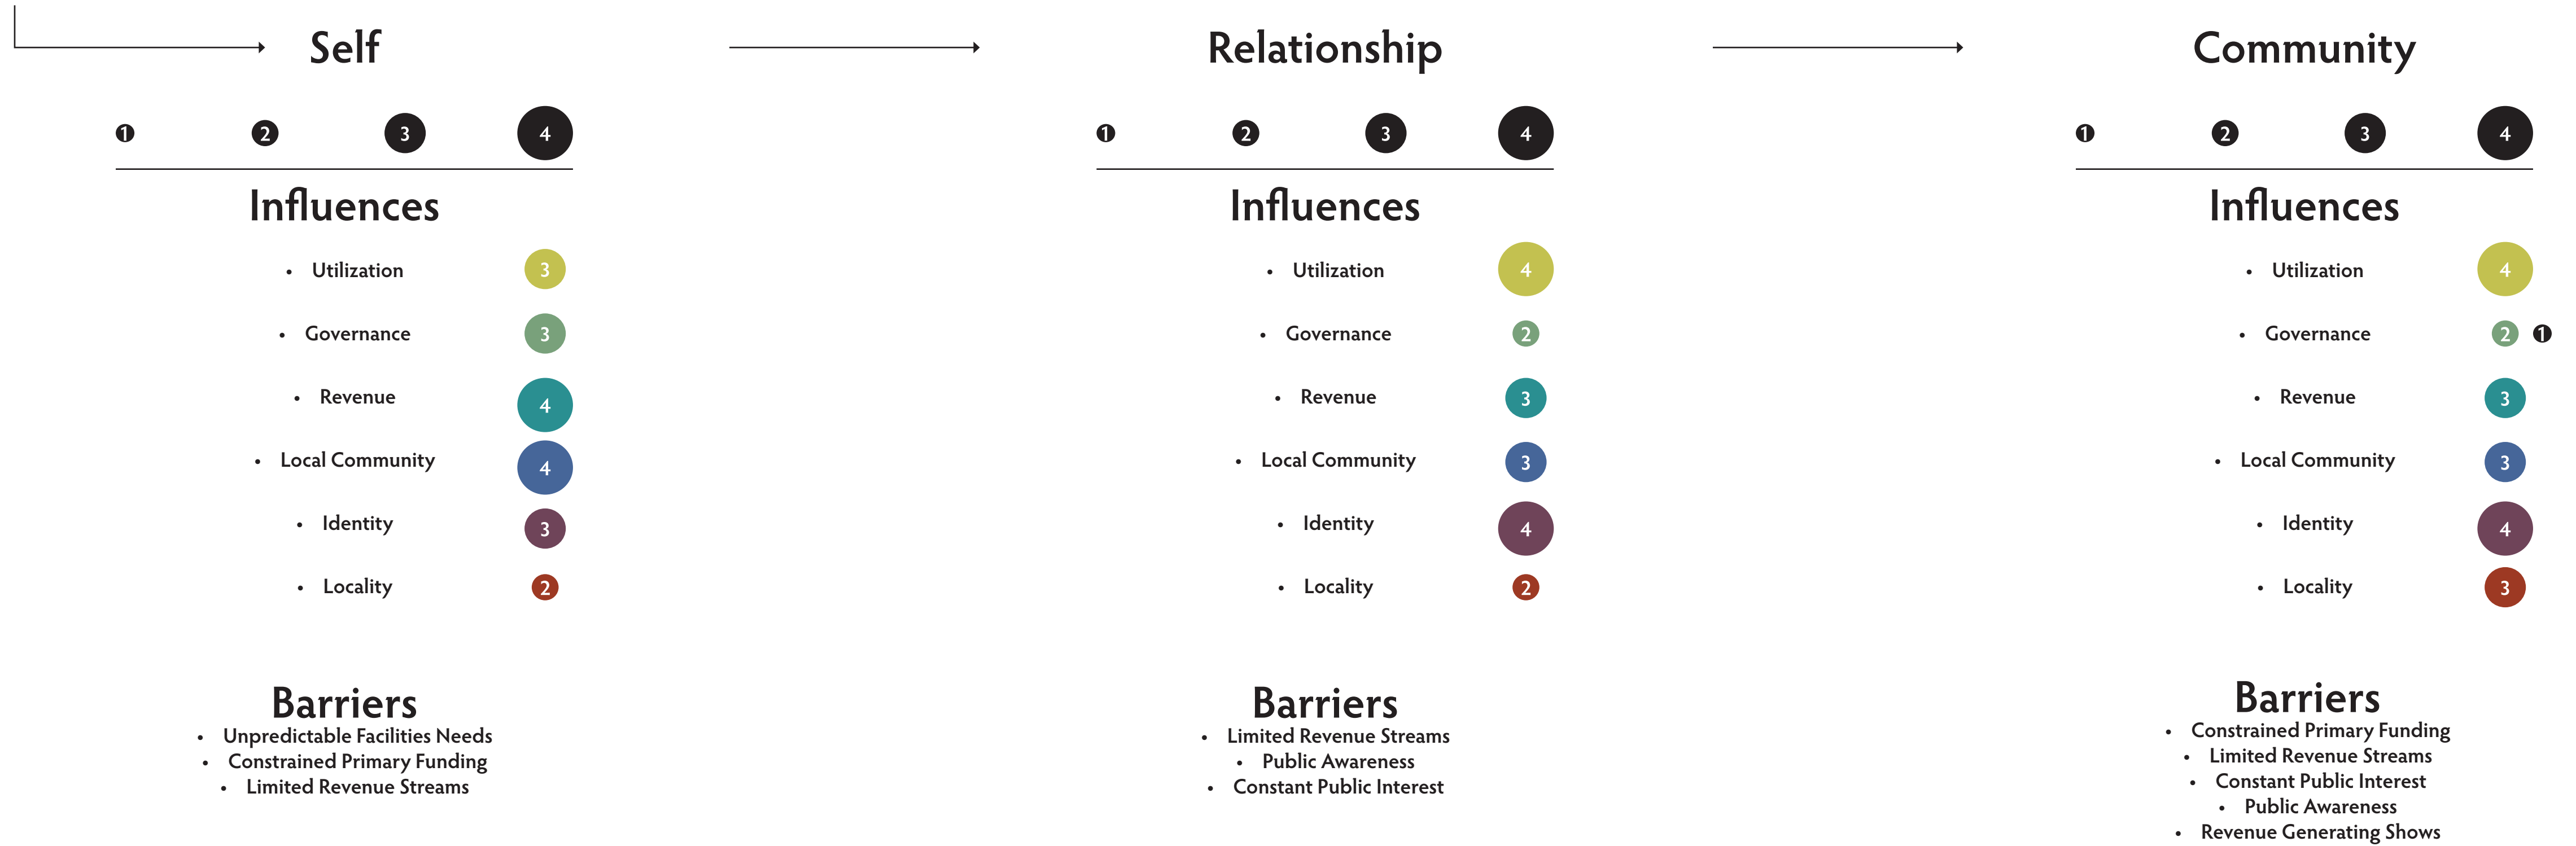 Self
1 2 3 4
Influences
• Utilization 3
• Governance 3
• Revenue 4
• Local Community 4
• Identity 3
• Locality 2
Barriers
• Unpredictable Facilities Needs
• Constrained Primary Funding
• Limited Revenue Streams
Relationship
1 2 3 4
Influences
• Utilization 4
• Governance 2
• Revenue 3
• Local Community 3
• Identity 4
• Locality 2
Barriers
• Limited Revenue Streams
• Public Awareness
• Constant Public Interest
Community
1 2 3 4
Influences
• Utilization 4
• Governance 2 1
• Revenue 3
• Local Community 3
• Identity 4
• Locality 3
Barriers
• Constrained Primary Funding
• Limited Revenue Streams
• Constant Public Interest
• Public Awareness
• Revenue Generating Shows